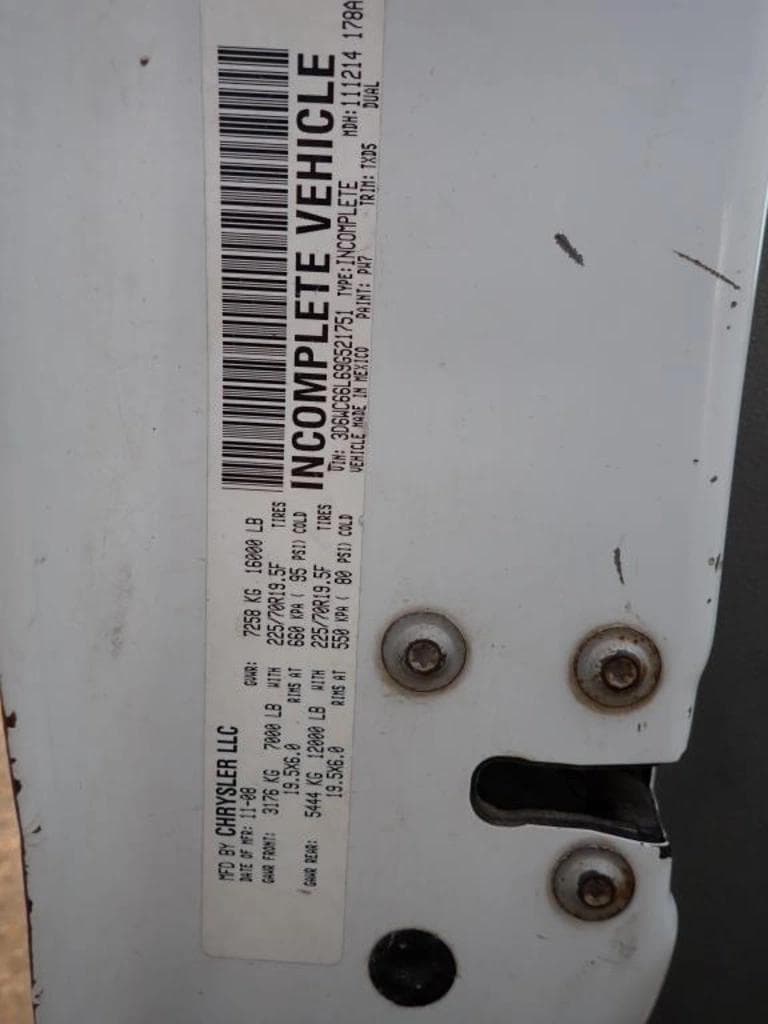 MFD BY CHRYSLER LLC
DATE OF MFR: 11-08 GVWR: 7258 KG 16000 LB
GAWR FRONT: 3176 KG 7000 LB WITH 225/70R19.5F TIRES
19.5X6.0 RIMS AT 660 KPA ( 95 PSI) COLD
GAWR REAR: 5444 KG 12000 LB WITH 225/70R19.5F TIRES
19.5X6.0 RIMS AT 550 KPA ( 80 PSI) COLD
INCOMPLETE VEHICLE
VIN: 3D6WC66L69G521751 TYPE:INCOMPLETE MDH:111214 178A
VEHICLE MADE IN MEXICO PAINT: PW7 TRIM: TXD5 DUAL